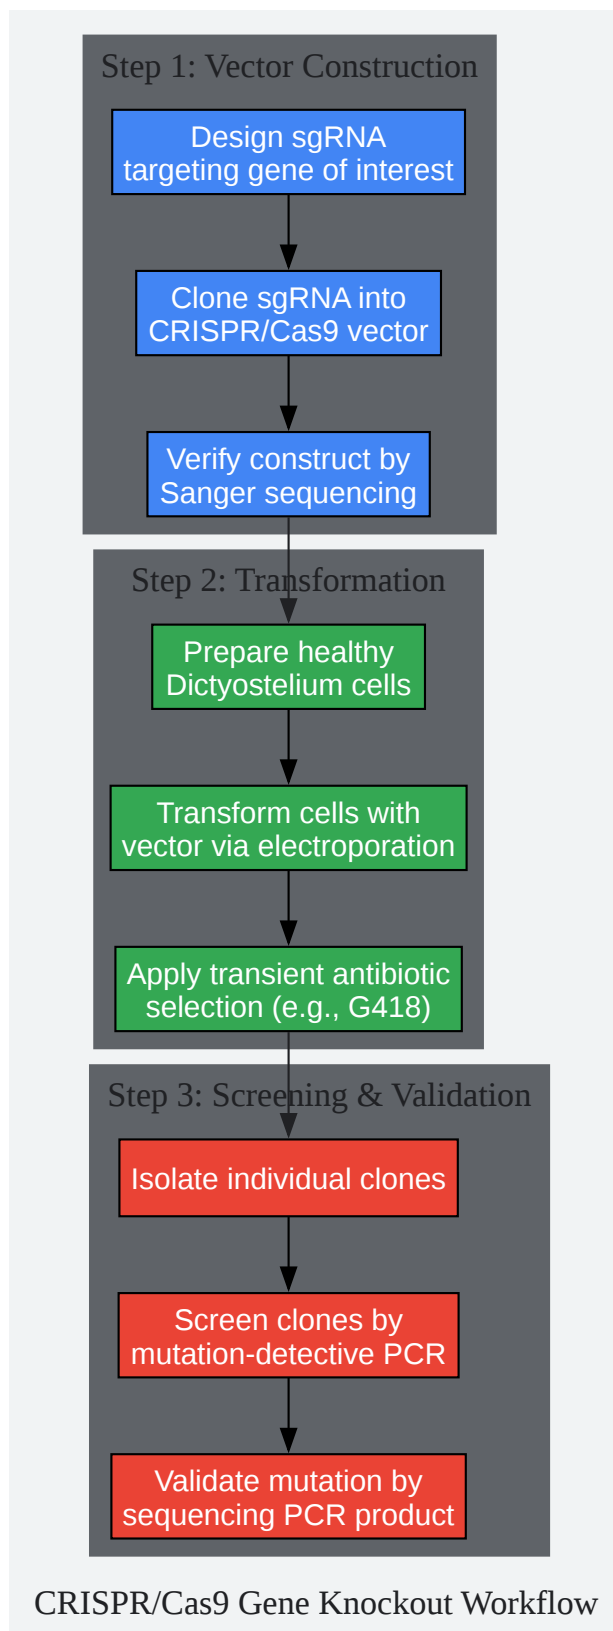 Step 1: Vector Construction
Design sgRNA
targeting gene of interest
Clone sgRNA into
CRISPR/Cas9 vector
Verify construct by
Sanger sequencing
Step 2: Transformation
Prepare healthy
Dictyostelium cells
Transform cells with
vector via electroporation
Apply transient antibiotic
selection (e.g., G418)
Step 3: Screening & Validation
Isolate individual clones
Screen clones by
mutation-detective PCR
Validate mutation by
sequencing PCR product
CRISPR/Cas9 Gene Knockout Workflow